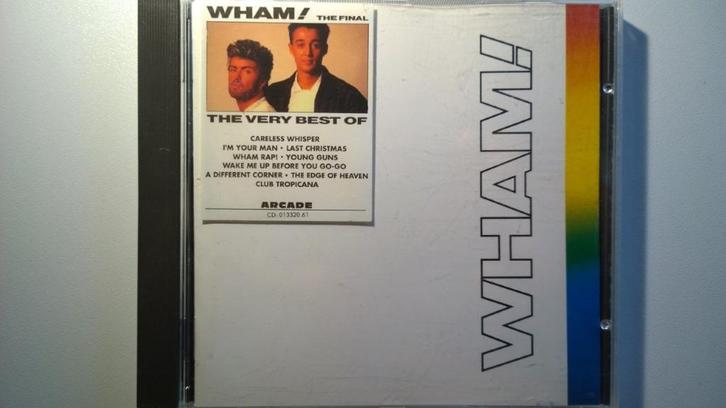 WHAM! THE FINAL
THE VERY BEST OF
CARELESS WHISPER
I'M YOUR MAN • LAST CHRISTMAS
WHAM RAP! • YOUNG GUNS
WAKE ME UP BEFORE YOU GO-GO
A DIFFERENT CORNER • THE EDGE OF HEAVEN
CLUB TROPICANA
ARCADE
CD: 013320 61
WHAM!